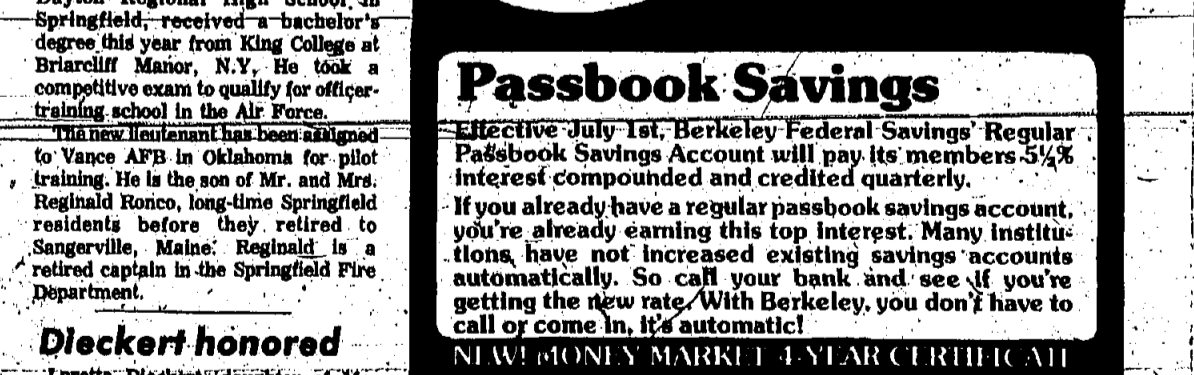 Dayton Regional High School in
Springfield, received a bachelor's
degree this year from King College at
Briarcliff Manor, N.Y, He took a
competitive exam to qualify for officer-
training school in the Air Force.
The new lieutenant has been assigned
to Vance AFB in Oklahoma for pilot
training. He is the son of Mr. and Mrs.
Reginald Ronco, long-time Springfield
residents before they retired to
Sangerville, Maine. Reginald is a
retired captain in the Springfield Fire
Department.
Dieckert honored
Passbook Savings
Effective July 1st, Berkeley Federal Savings' Regular
Passbook Savings Account will pay its members 5½%
interest compounded and credited quarterly.
If you already have a regular passbook savings account,
you're already earning this top interest. Many institu-
tions have not increased existing savings accounts
automatically. So call your bank and see if you're
getting the new rate. With Berkeley, you don't have to
call or come in, it's automatic!
NEW! MONEY MARKET 4-YEAR CERTIFICATE